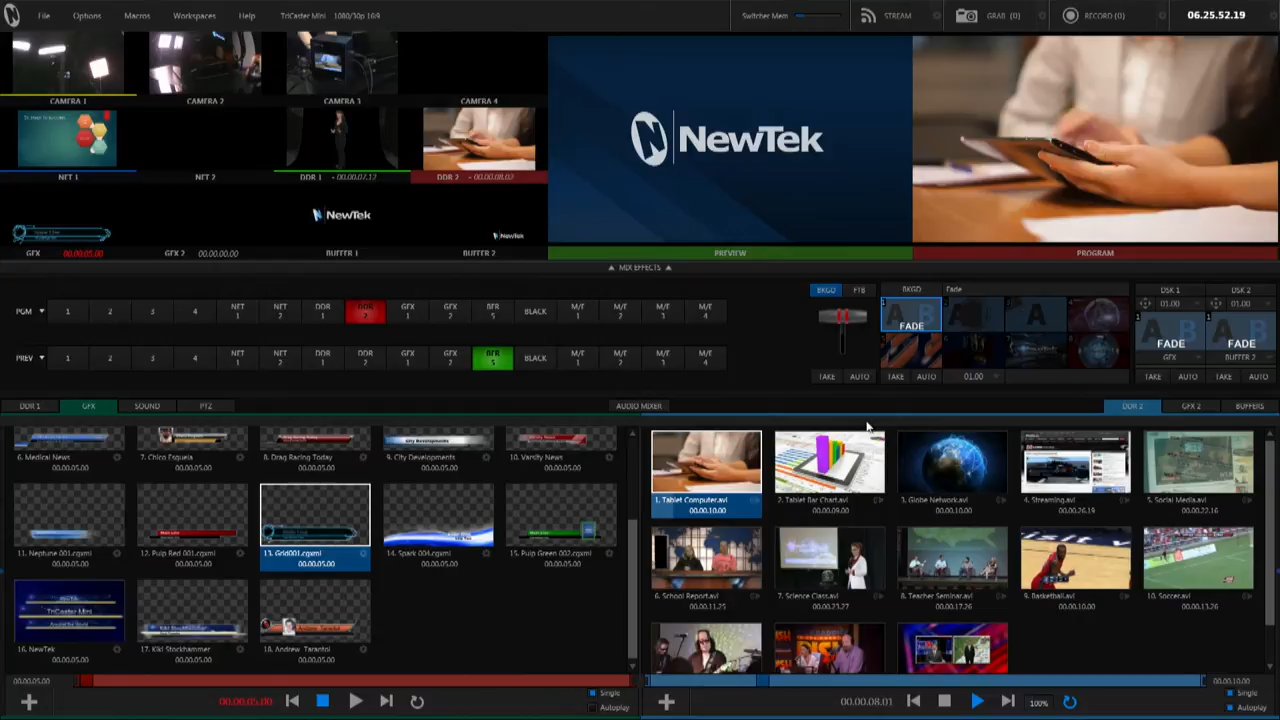 File Options Macros Workspaces Help TriCaster Mini 1080/30p 16:9 Switcher Mem STREAM GRAB (0) RECORD (0) 06.25.52.19
CAMERA 1 CAMERA 2 CAMERA 3 CAMERA 4
NET 1 NET 2 DDR 1 - 00.00.07.12 DDR 2 - 00.00.08.02
NewTek
NewTek
NewTek
GFX 00.00.05.00 GFX 2 00.00.00.00 BUFFER 1 BUFFER 2 PREVIEW PROGRAM
MIX EFFECTS
BKGD FTB BKGD Fade DSK 1 DSK 2
01.00 01.00
PGM 1 2 3 4 NET 1 NET 2 DDR 1 DDR 2 GFX 1 GFX 2 BFR 5 BLACK M/E 1 M/E 2 M/E 3 M/E 4
FADE FADE FADE
PREV 1 2 3 4 NET 1 NET 2 DDR 1 DDR 2 GFX 1 GFX 2 BFR 5 BLACK M/E 1 M/E 2 M/E 3 M/E 4
GFX BUFFER 2
TAKE AUTO TAKE AUTO 01.00 TAKE AUTO TAKE AUTO
DDR 1 GFX SOUND PTZ AUDIO MIXER DDR 2 GFX 2 BUFFERS
6. Medical News 7. Chico Esquela 8. Drag Racing Today 9. City Developments 10. Varsity News
00.00.05.00 00.00.05.00 00.00.05.00 00.00.05.00 00.00.05.00
1. Tablet Computer.avi 2. Tablet Bar Chart.avi 3. Globe Network.avi 4. Streaming.avi 5. Social Media.avi
00.00.10.00 00.00.09.00 00.00.10.00 00.00.26.19 00.00.22.16
11. Neptune 001.cgxml 12. Pulp Red 001.cgxml 13. Grid001.cgxml 14. Spark 004.cgxml 15. Pulp Green 002.cgxml
00.00.05.00 00.00.05.00 00.00.05.00 00.00.05.00 00.00.05.00
6. School Report.avi 7. Science Class.avi 8. Teacher Seminar.avi 9. Basketball.avi 10. Soccer.avi
00.00.11.25 00.00.23.27 00.00.17.26 00.00.10.00 00.00.13.26
TriCaster Mini
16. NewTek 17. Kiki Stockhammer 18. Andrew_Tarantol
00.00.05.00 00.00.05.00 00.00.05.00
00.00.05.00 00.00.10.00
00.00.05.00 Single Autoplay 00.00.08.01 100% Single Autoplay